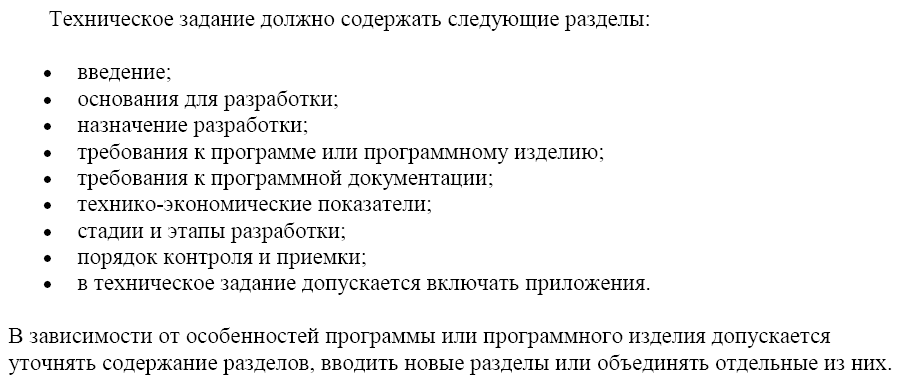 Техническое задание должно содержать следующие разделы:
• введение;
• основания для разработки;
• назначение разработки;
• требования к программе или программному изделию;
• требования к программной документации;
• технико-экономические показатели;
• стадии и этапы разработки;
• порядок контроля и приемки;
• в техническое задание допускается включать приложения.
В зависимости от особенностей программы или программного изделия допускается
уточнять содержание разделов, вводить новые разделы или объединять отдельные из них.